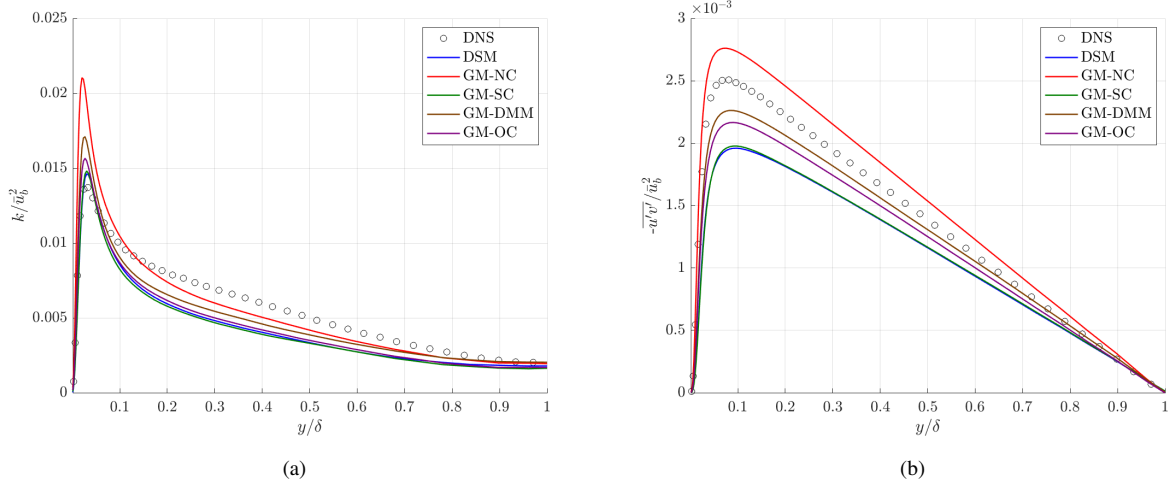 0.025
0.02
0.015
0.01
0.005
0
0.1 0.2 0.3 0.4 0.5 0.6 0.7 0.8 0.9 1
y/δ
k/ū_b^2
DNS
DSM
GM-NC
GM-SC
GM-DMM
GM-OC
(a)
3 ×10^−3
2.5
2
1.5
1
0.5
0
0.1 0.2 0.3 0.4 0.5 0.6 0.7 0.8 0.9 1
y/δ
-\overline{u'v'}/ū_b^2
DNS
DSM
GM-NC
GM-SC
GM-DMM
GM-OC
(b)